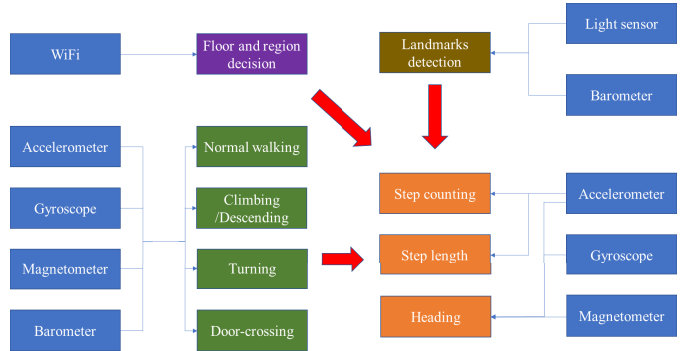 WiFi
Floor and region
decision
Landmarks
detection
Light sensor
Barometer
Accelerometer
Gyroscope
Magnetometer
Barometer
Normal walking
Climbing
/Descending
Turning
Door-crossing
Step counting
Step length
Heading
Accelerometer
Gyroscope
Magnetometer